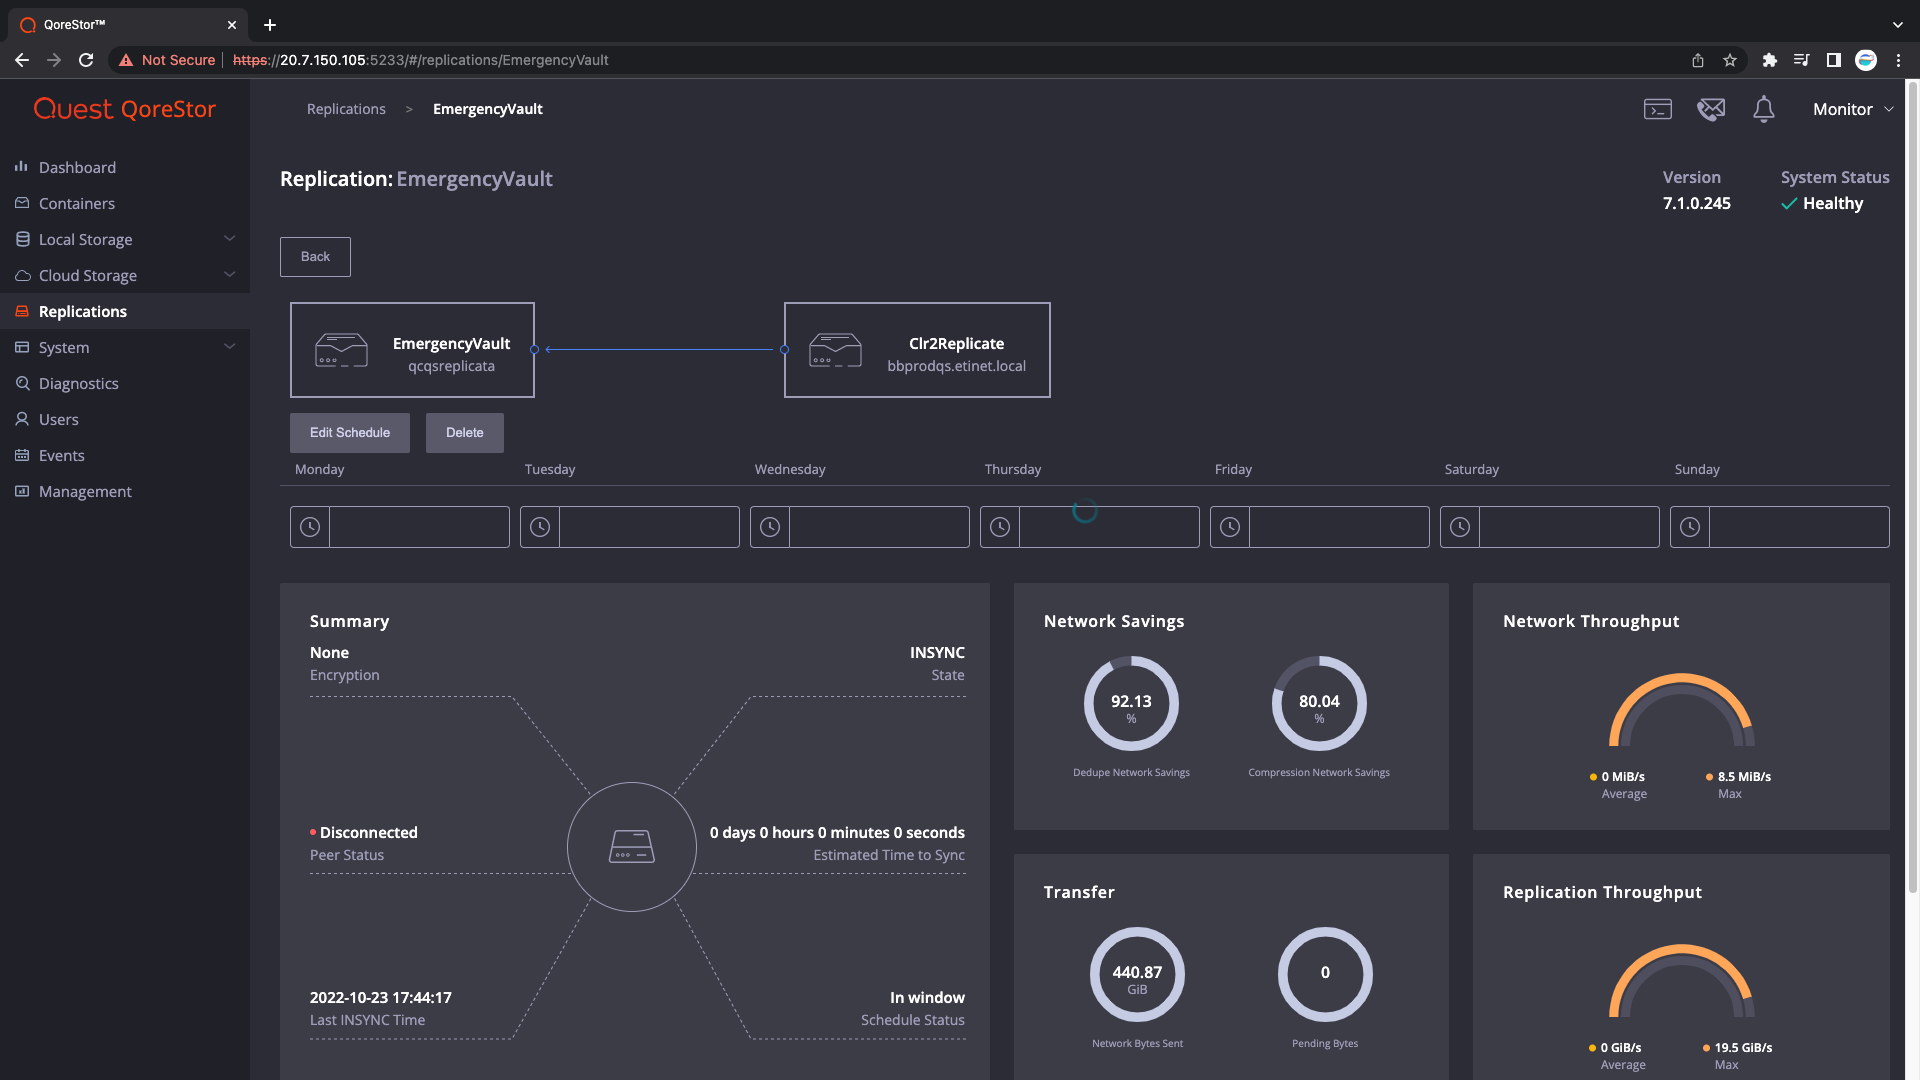 QoreStor™
Not Secure https://20.7.150.105:5233/#/replications/EmergencyVault
Quest QoreStor
Replications > EmergencyVault
Monitor
Dashboard
Containers
Local Storage
Cloud Storage
Replications
System
Diagnostics
Users
Events
Management
Replication: EmergencyVault
Version
7.1.0.245
System Status
Healthy
Back
EmergencyVault
qcqsreplicata
Clr2Replicate
bbprodqs.etinet.local
Edit Schedule Delete
Monday Tuesday Wednesday Thursday Friday Saturday Sunday
Summary
None
Encryption
INSYNC
State
Disconnected
Peer Status
0 days 0 hours 0 minutes 0 seconds
Estimated Time to Sync
2022-10-23 17:44:17
Last INSYNC Time
In window
Schedule Status
Network Savings
92.13
%
Dedupe Network Savings
80.04
%
Compression Network Savings
Network Throughput
0 MiB/s
Average
8.5 MiB/s
Max
Transfer
440.87
GiB
Network Bytes Sent
0
Pending Bytes
Replication Throughput
0 GiB/s
Average
19.5 GiB/s
Max